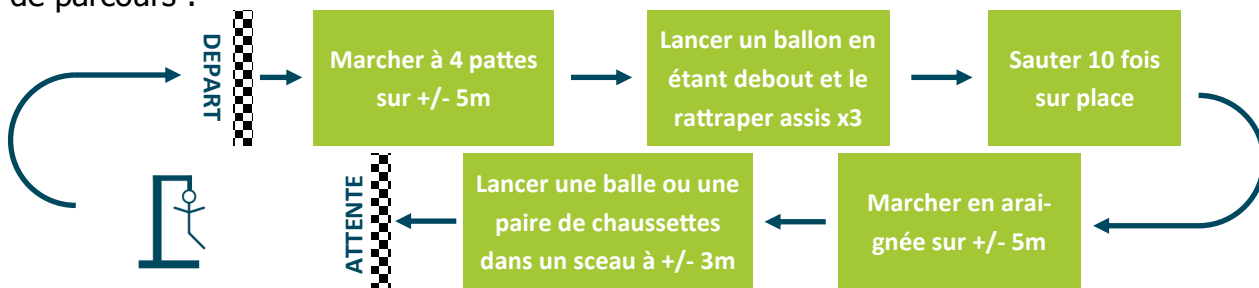 de parcours :
DEPART
Marcher à 4 pattes
sur +/- 5m
Lancer un ballon en
étant debout et le
rattraper assis x3
Sauter 10 fois
sur place
Marcher en arai-
gnée sur +/- 5m
Lancer une balle ou une
paire de chaussettes
dans un sceau à +/- 3m
ATTENTE